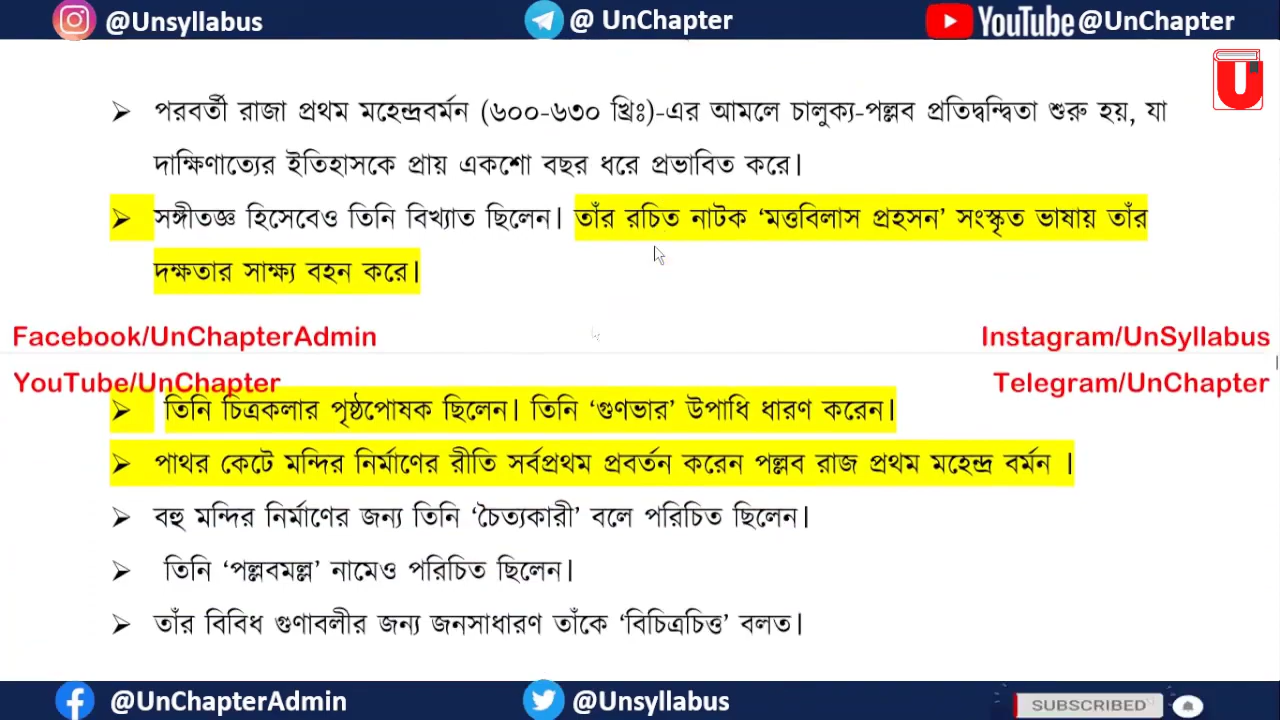 @Unsyllabus @ UnChapter YouTube @UnChapter
U
➢ পরবর্তী রাজা প্রথম মহেন্দ্রবর্মন (৬০০-৬৩০ খ্রিঃ)-এর আমলে চালুক্য-পল্লব প্রতিদ্বন্দ্বিতা শুরু হয়, যা
দাক্ষিণাত্যের ইতিহাসকে প্রায় একশো বছর ধরে প্রভাবিত করে।
➢ সঙ্গীতজ্ঞ হিসেবেও তিনি বিখ্যাত ছিলেন। তাঁর রচিত নাটক ‘মত্তবিলাস প্রহসন’ সংস্কৃত ভাষায় তাঁর
দক্ষতার সাক্ষ্য বহন করে।
Facebook/UnChapterAdmin Instagram/UnSyllabus
YouTube/UnChapter Telegram/UnChapter
➢ তিনি চিত্রকলার পৃষ্ঠপোষক ছিলেন। তিনি ‘গুণভার’ উপাধি ধারণ করেন।
➢ পাথর কেটে মন্দির নির্মাণের রীতি সর্বপ্রথম প্রবর্তন করেন পল্লব রাজ প্রথম মহেন্দ্র বর্মন ।
➢ বহু মন্দির নির্মাণের জন্য তিনি ‘চৈত্যকারী’ বলে পরিচিত ছিলেন।
➢ তিনি ‘পল্লবমল্ল’ নামেও পরিচিত ছিলেন।
➢ তাঁর বিবিধ গুণাবলীর জন্য জনসাধারণ তাঁকে ‘বিচিত্রচিত্ত’ বলত।
@UnChapterAdmin @Unsyllabus SUBSCRIBED